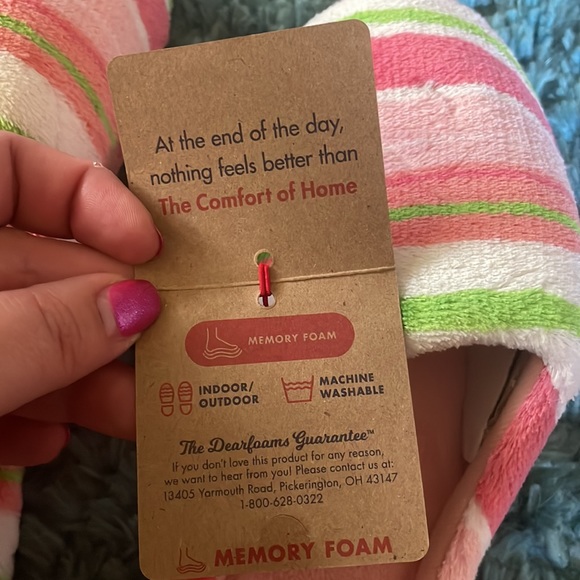 At the end of the day,
nothing feels better than
The Comfort of Home
MEMORY FOAM
INDOOR/
OUTDOOR
MACHINE
WASHABLE
The Dearfoams Guarantee™
If you don't love this product for any reason,
we want to hear from you! Please contact us at:
13405 Yarmouth Road, Pickerington, OH 43147
1-800-628-0322
MEMORY FOAM